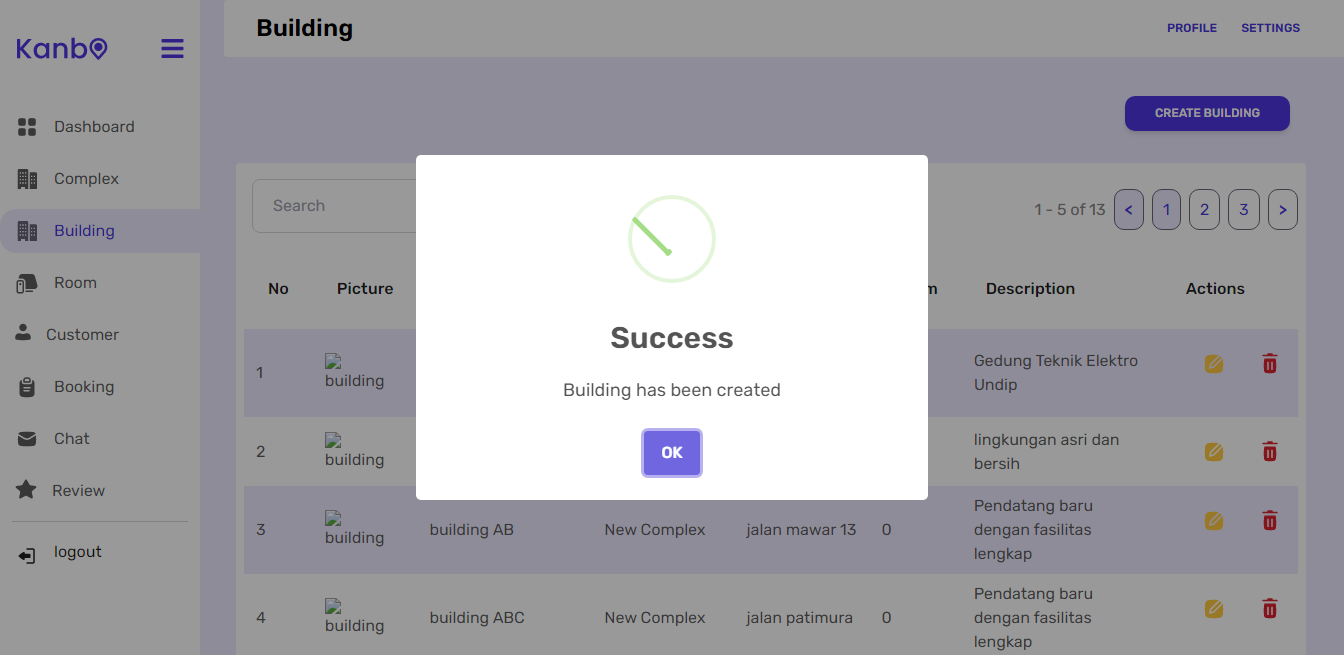 Kanbo
Building
PROFILE
SETTINGS
Dashboard
Complex
Building
Room
Customer
Booking
Chat
Review
logout
CREATE BUILDING
Search
1 - 5 of 13
<
1
2
3
>
No
Picture
m
Description
Actions
1
building
Gedung Teknik Elektro
Undip
2
building
lingkungan asri dan
bersih
3
building
building AB
New Complex
jalan mawar 13
0
Pendatang baru
dengan fasilitas
lengkap
4
building
building ABC
New Complex
jalan patimura
0
Pendatang baru
dengan fasilitas
lengkap
Success
Building has been created
OK